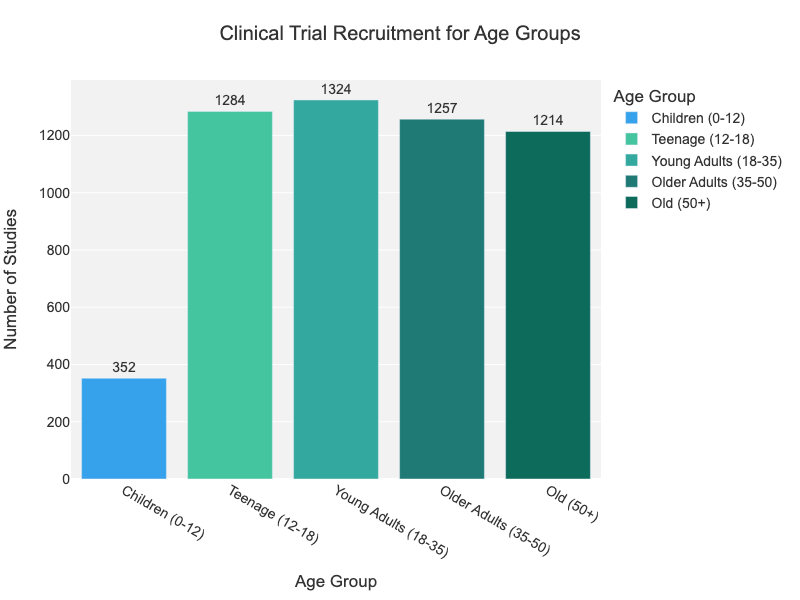 Clinical Trial Recruitment for Age Groups
Number of Studies
1200
1000
800
600
400
200
0
352
1284
1324
1257
1214
Children (0-12)
Teenage (12-18)
Young Adults (18-35)
Older Adults (35-50)
Old (50+)
Age Group
Age Group
Children (0-12)
Teenage (12-18)
Young Adults (18-35)
Older Adults (35-50)
Old (50+)